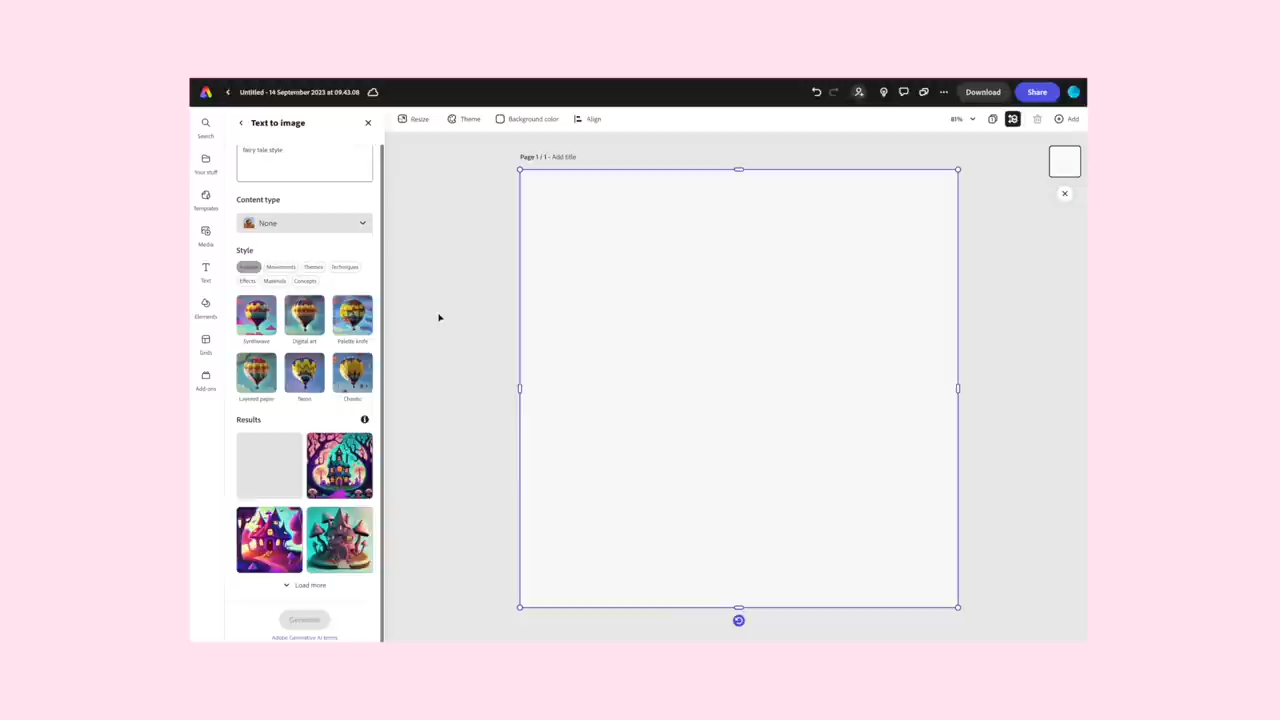 Untitled - 14 September 2023 at 09.43.08
Download
Share
Search
Your stuff
Templates
Media
Text
Elements
Grids
Add-ons
Text to image
fairy tale style
Content type
None
Style
Movements Themes Techniques
Effects Materials Concepts
Synthwave Digital art Palette knife
Layered paper Neon Chaotic
Results
Load more
Generate
Adobe Generative AI terms
Resize Theme Background color Align
81%
Add
Page 1 / 1 - Add title